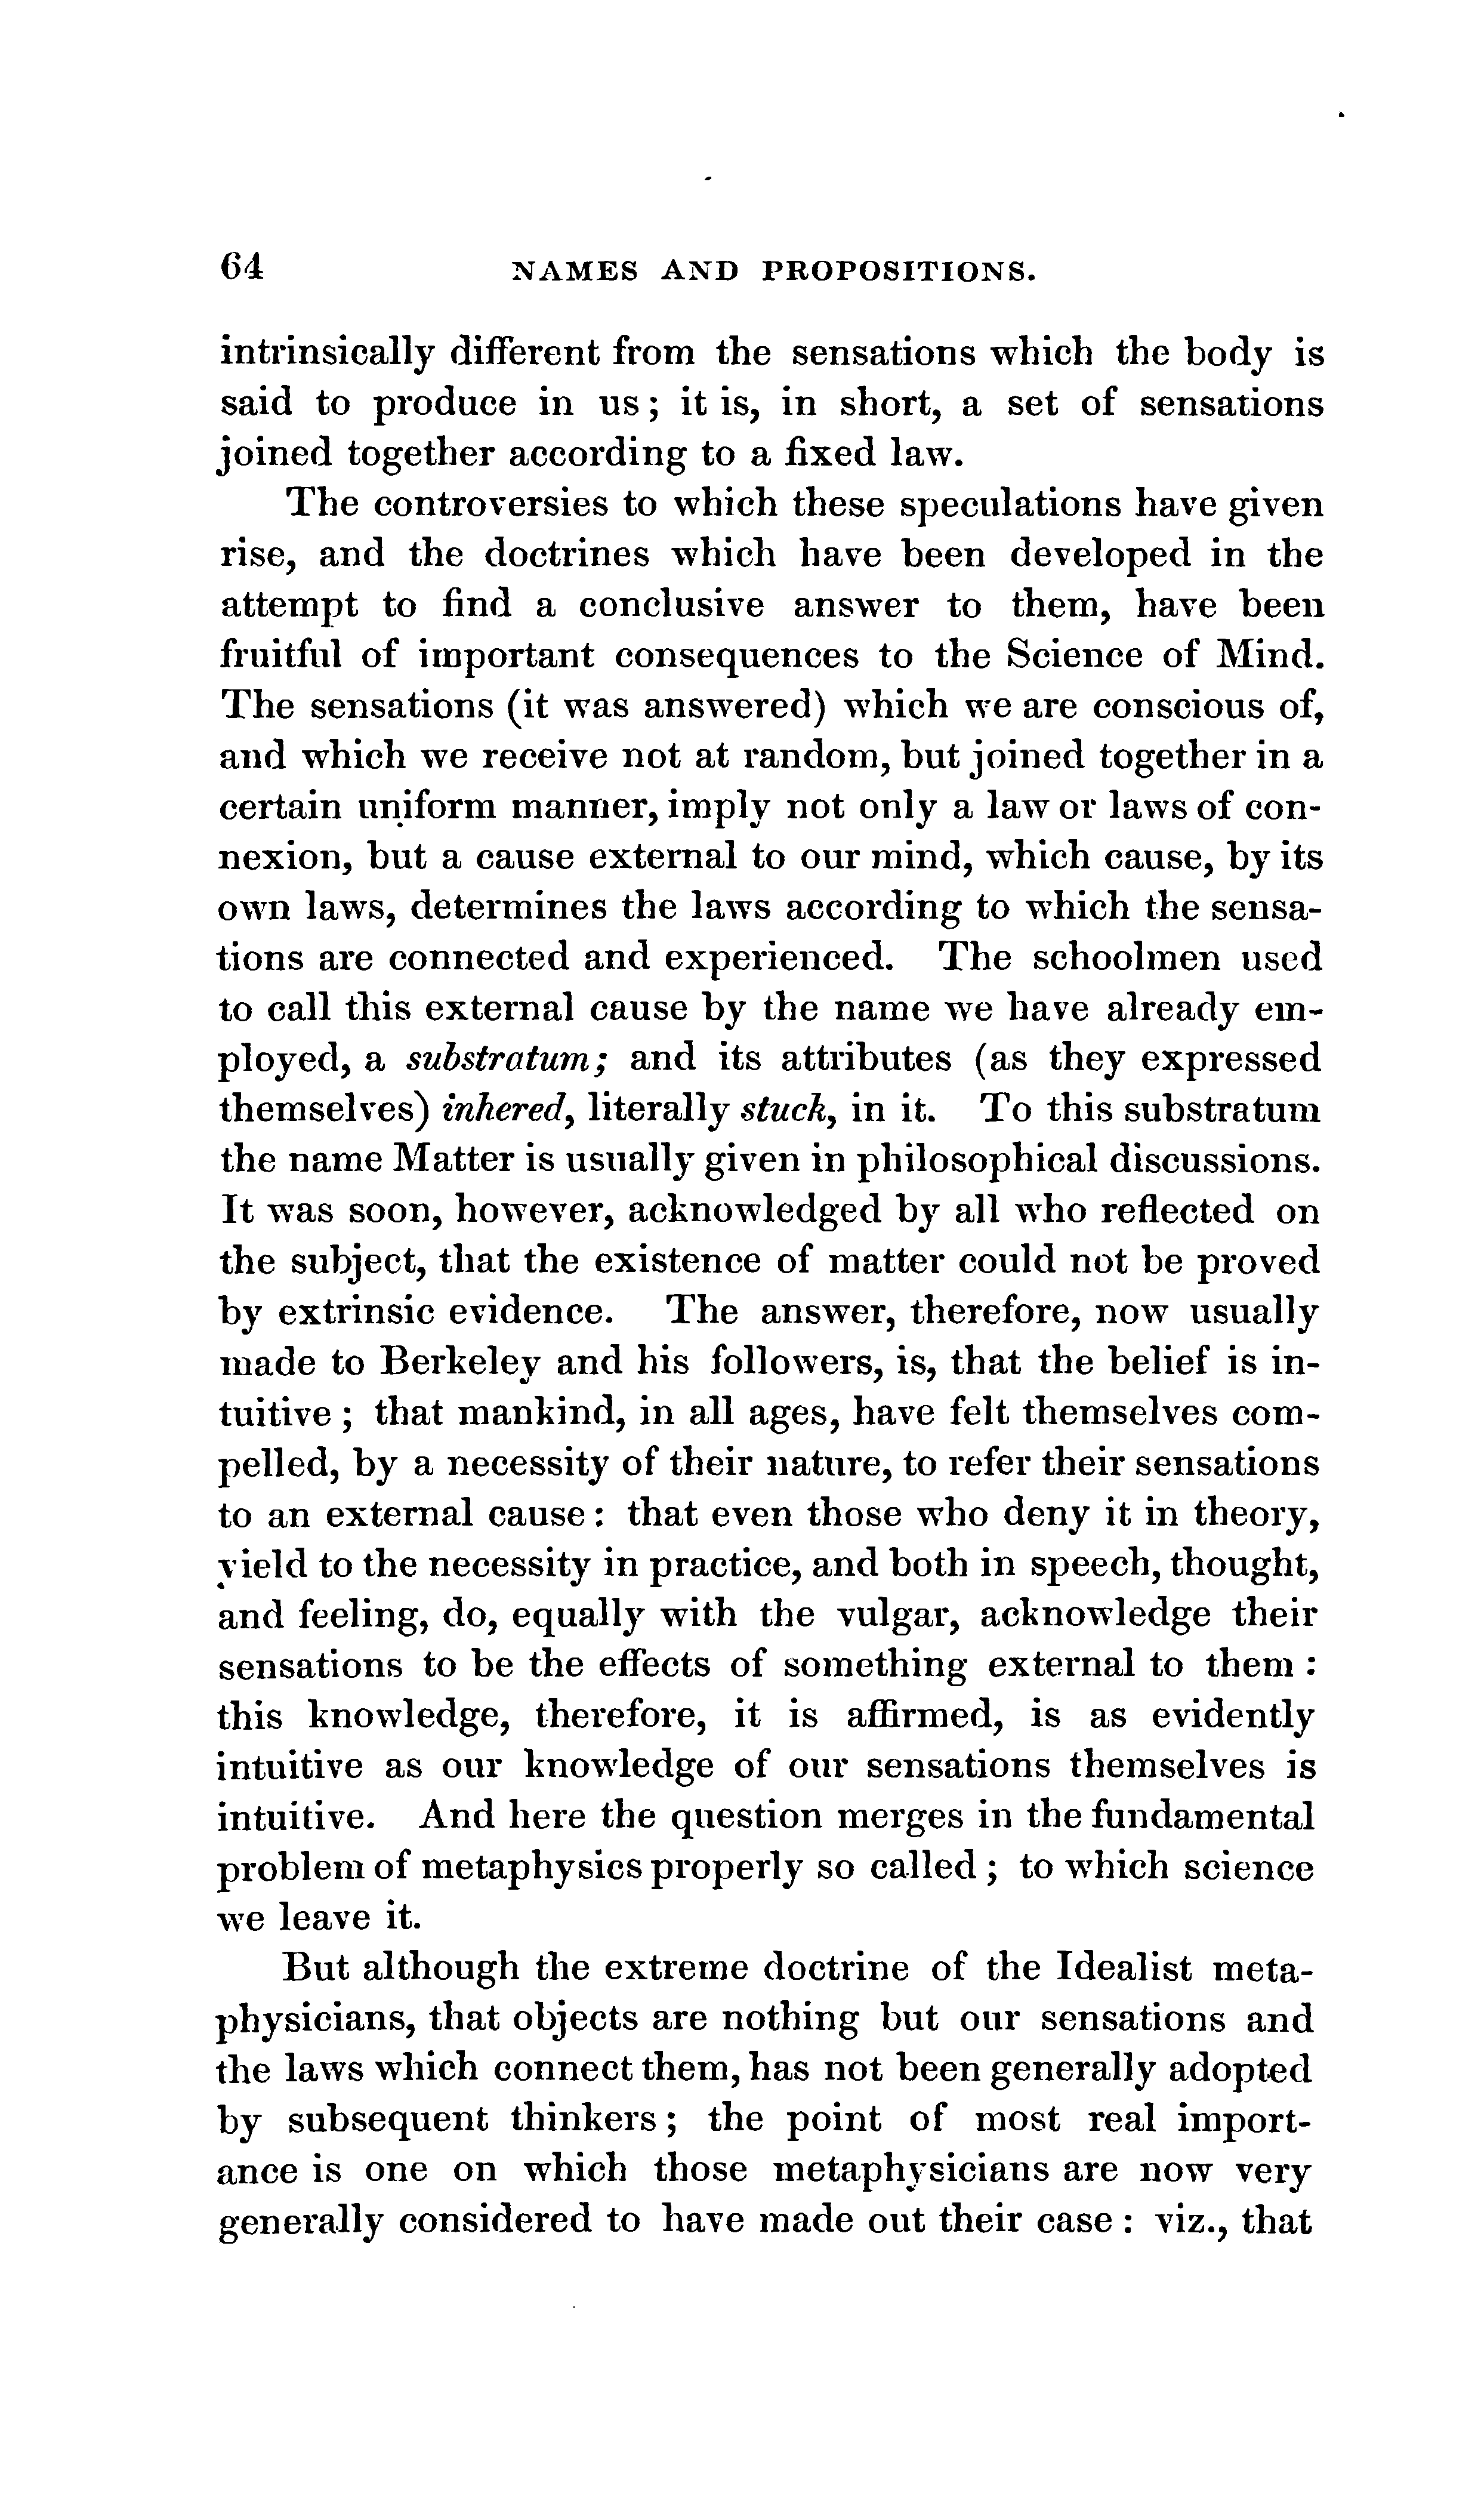 64 NAMES AND PROPOSITIONS.
intrinsically different from the sensations which the body is
said to produce in us; it is, in short, a set of sensations
joined together according to a fixed law.
The controversies to which these speculations have given
rise, and the doctrines which have been developed in the
attempt to find a conclusive answer to them, have been
fruitful of important consequences to the Science of Mind.
The sensations (it was answered) which we are conscious of,
and which we receive not at random, but joined together in a
certain uniform manner, imply not only a law or laws of con-
nexion, but a cause external to our mind, which cause, by its
own laws, determines the laws according to which the sensa-
tions are connected and experienced. The schoolmen used
to call this external cause by the name we have already em-
ployed, a substratum; and its attributes (as they expressed
themselves) inhered, literally stuck, in it. To this substratum
the name Matter is usually given in philosophical discussions.
It was soon, however, acknowledged by all who reflected on
the subject, that the existence of matter could not be proved
by extrinsic evidence. The answer, therefore, now usually
made to Berkeley and his followers, is, that the belief is in-
tuitive; that mankind, in all ages, have felt themselves com-
pelled, by a necessity of their nature, to refer their sensations
to an external cause: that even those who deny it in theory,
yield to the necessity in practice, and both in speech, thought,
and feeling, do, equally with the vulgar, acknowledge their
sensations to be the effects of something external to them:
this knowledge, therefore, it is affirmed, is as evidently
intuitive as our knowledge of our sensations themselves is
intuitive. And here the question merges in the fundamental
problem of metaphysics properly so called; to which science
we leave it.
But although the extreme doctrine of the Idealist meta-
physicians, that objects are nothing but our sensations and
the laws which connect them, has not been generally adopted
by subsequent thinkers; the point of most real import-
ance is one on which those metaphysicians are now very
generally considered to have made out their case: viz., that